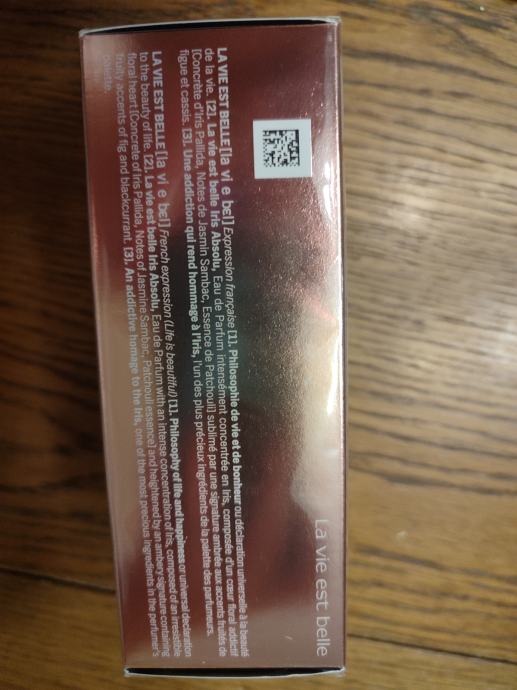 La vie est belle
LA VIE EST BELLE [la vi e bɛl] Expression française [1]. Philosophie de vie et de bonheur ou déclaration universelle à la beauté
de la vie. [2]. La vie est belle Iris Absolu, Eau de Parfum intensément concentrée en Iris, composée d'un cœur floral addictif
[Concrète d'Iris Pallida, Notes de Jasmin Sambac, Essence de Patchouli] sublimé par une signature ambrée aux accents fruités de
figue et cassis. [3]. Une addiction qui rend hommage à l'Iris, l'un des plus précieux ingrédients de la palette des parfumeurs.
LA VIE EST BELLE [la vi e bɛl] French expression (Life is beautiful) [1]. Philosophy of life and happiness or universal declaration
to the beauty of life. [2]. La vie est belle Iris Absolu, Eau de Parfum with an intense concentration of Iris, composed of an irresistible
floral heart [Concrete of Iris Pallida, Notes of Jasmine Sambac, Patchouli essence] and heightened by an ambery signature containing
fruity accents of fig and blackcurrant. [3]. An addictive homage to the Iris, one of the most precious ingredients in the perfumer's
palette.